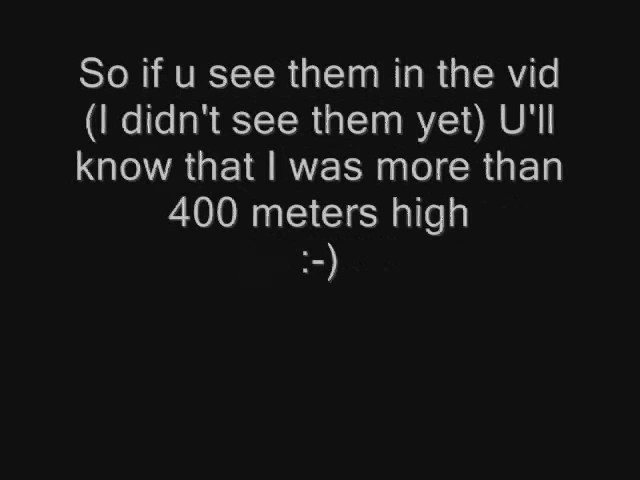 So if u see them in the vid
(I didn't see them yet) U'll
know that I was more than
400 meters high
:-)